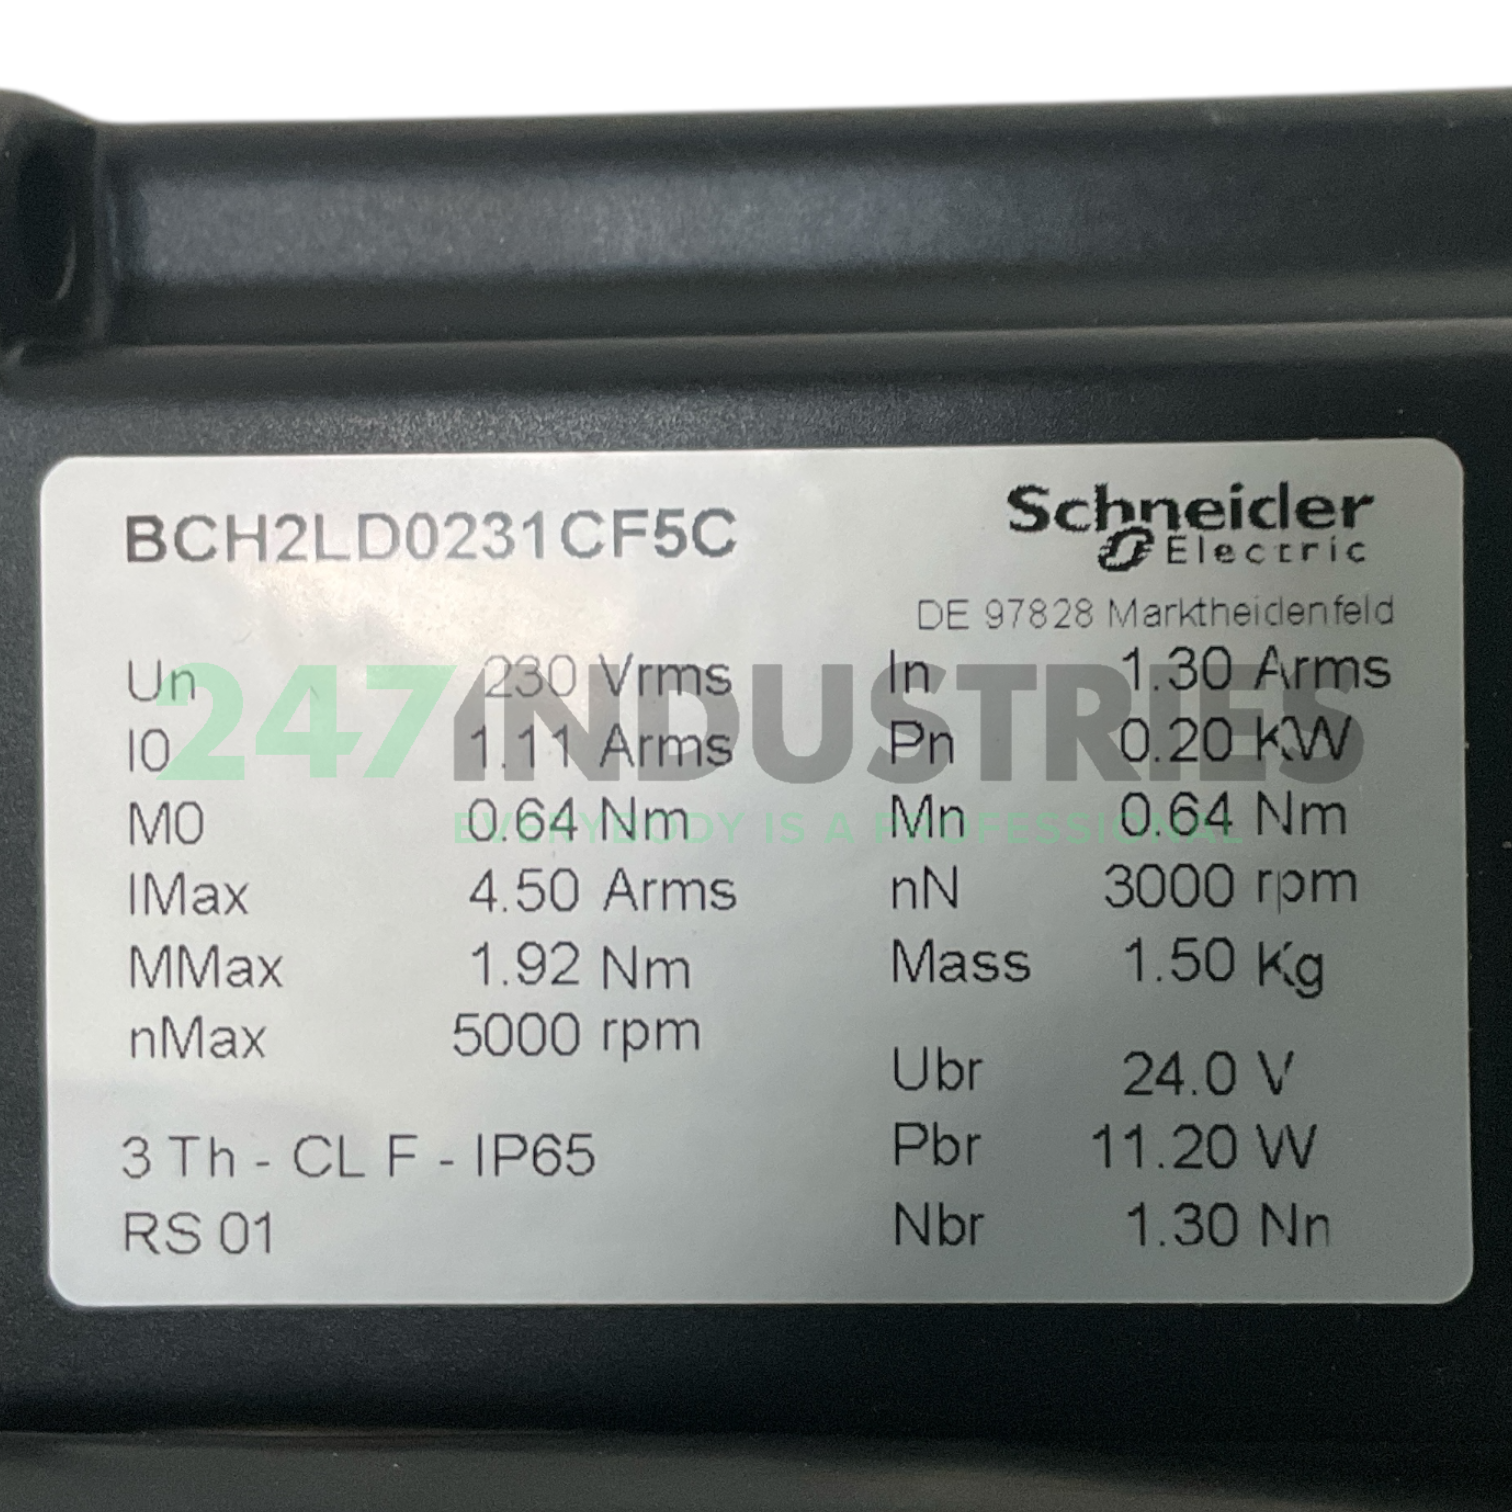 BCH2LD0231CF5C
Schneider
Electric
DE 97828 Marktheidenfeld
Un 230 Vrms In 1.30 Arms
I0 1.11 Arms Pn 0.20 KW
M0 0.64 Nm Mn 0.64 Nm
IMax 4.50 Arms nN 3000 rpm
MMax 1.92 Nm Mass 1.50 Kg
nMax 5000 rpm
Ubr 24.0 V
Pbr 11.20 W
Nbr 1.30 Nn
3 Th - CL F - IP65
RS 01
247INDUSTRIES
EVERYBODY IS A PROFESSIONAL